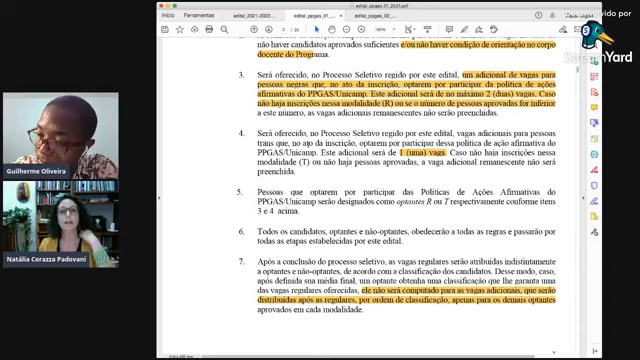 edital_ppgas_01_2021.pdf
Início
Ferramentas
edital_2021-2022...
edital_ppgas_01_...
edital_ppgas_02_...
não haver candidatos aprovados suficientes e/ou não haver condição de orientação no corpo
docente do Programa.
3. Será oferecido, no Processo Seletivo regido por este edital, um adicional de vagas para
pessoas negras que, no ato da inscrição, optarem por participar da política de ações
afirmativas do PPGAS/Unicamp. Este adicional será de no máximo 2 (duas) vagas. Caso
não haja inscrições nessa modalidade (R) ou se o número de pessoas aprovadas for inferior
a este número, as vagas adicionais remanescentes não serão preenchidas.
4. Será oferecido, no Processo Seletivo regido por este edital, vagas adicionais para pessoas
trans que, no ato da inscrição, optarem por participar dessa política de ação afirmativa do
PPGAS/Unicamp. Este adicional será de 1 (uma) vaga. Caso não haja inscrições nessa
modalidade (T) ou não haja pessoas aprovadas, a vaga adicional remanescente não será
preenchida.
5. Pessoas que optarem por participar das Políticas de Ações Afirmativas do
PPGAS/Unicamp serão designados como optantes R ou T respectivamente conforme itens
3 e 4 acima.
6. Todos os candidatos, optantes e não-optantes, obedecerão a todas as regras e passarão por
todas as etapas estabelecidas por este edital.
7. Após a conclusão do processo seletivo, as vagas regulares serão atribuídas indistintamente
a optantes e não-optantes, de acordo com a classificação dos candidatos. Desse modo, caso,
após definida sua média final, um optante obtenha uma classificação que lhe garanta uma
das vagas regulares oferecidas, ele não será computado para as vagas adicionais, que serão
distribuídas após as regulares, por ordem de classificação, apenas para os demais optantes
aprovados em cada modalidade.
Guilherme Oliveira
Natália Corazza Padovani
StreamYard